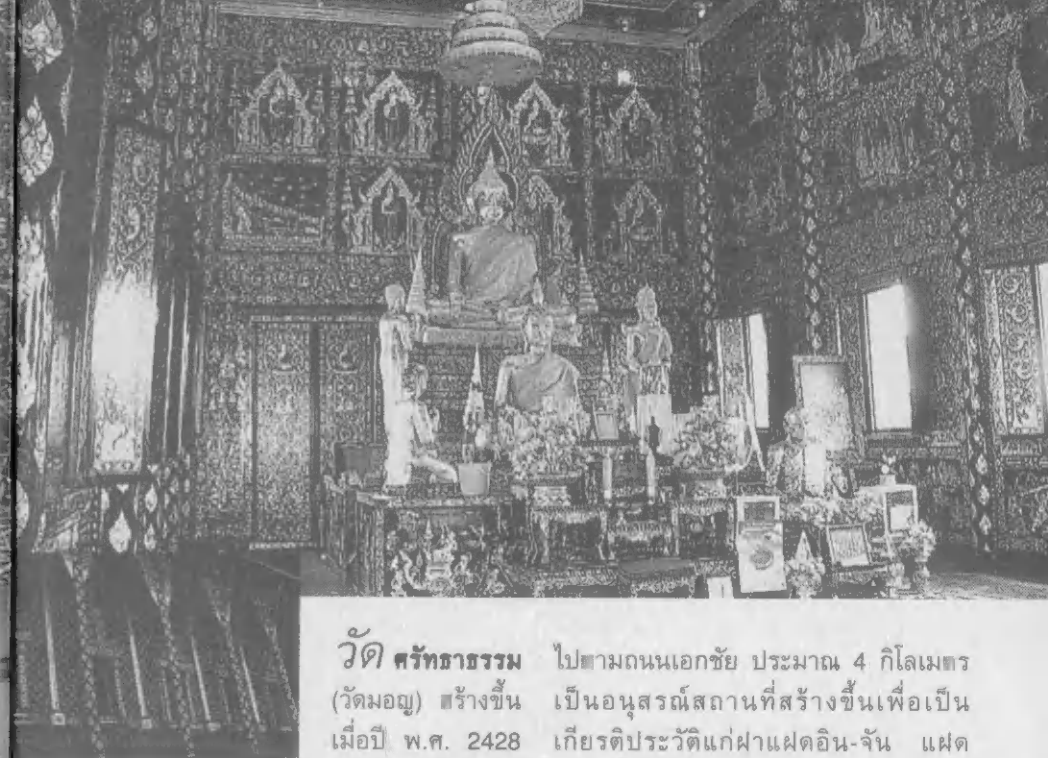 วัด ศรัทธาธรรม
(วัดมอญ) สร้างขึ้น
เมื่อปี พ.ศ. 2428
ไปตามถนนเอกชัย ประมาณ 4 กิโลเมตร
เป็นอนุสรณ์สถานที่สร้างขึ้นเพื่อเป็น
เกียรติประวัติแก่ฝาแฝดอิน-จัน แฝด